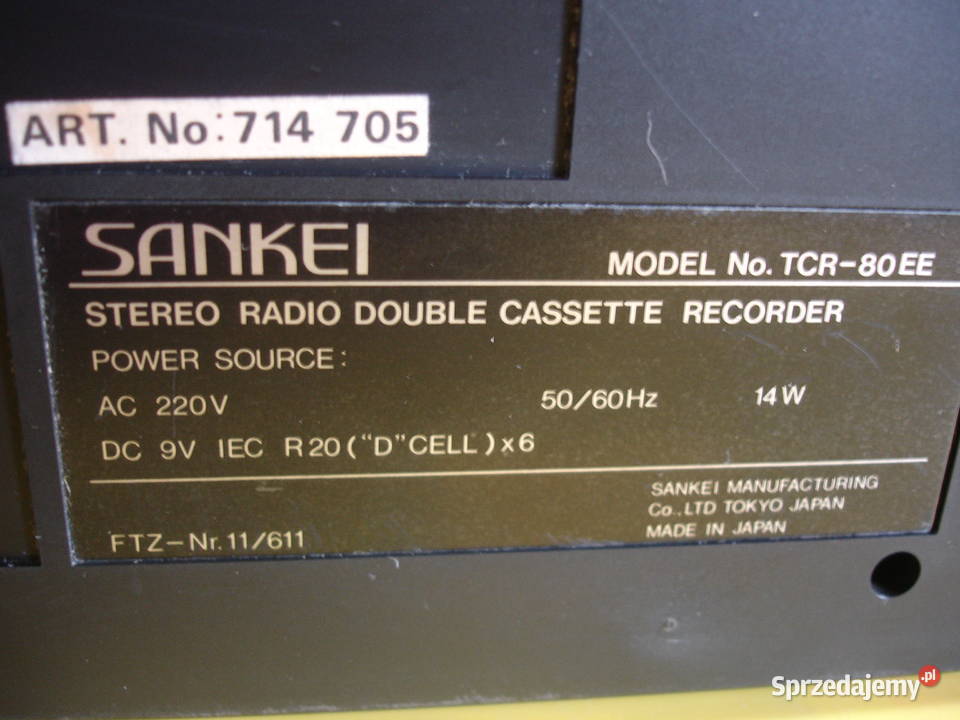 ART. No:714 705
SANKEI
MODEL No. TCR-80EE
STEREO RADIO DOUBLE CASSETTE RECORDER
POWER SOURCE:
AC 220V 50/60Hz 14W
DC 9V IEC R20 ("D"CELL)x6
SANKEI MANUFACTURING
Co.,LTD TOKYO JAPAN
MADE IN JAPAN
FTZ-Nr. 11/611
Sprzedajemy.pl